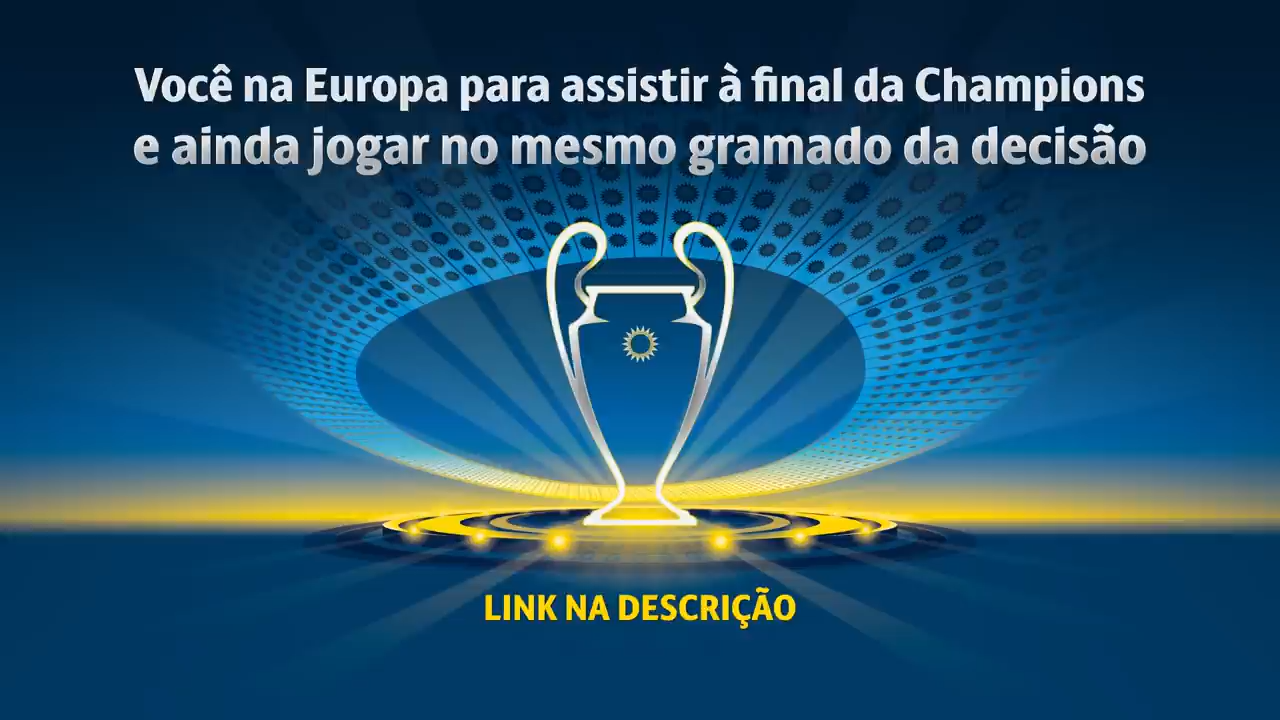 Você na Europa para assistir à final da Champions
e ainda jogar no mesmo gramado da decisão
LINK NA DESCRIÇÃO